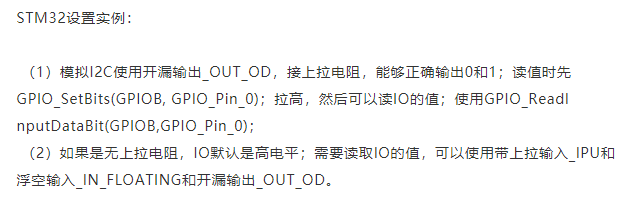 STM32设置实例：
（1）模拟I2C使用开漏输出_OUT_OD，接上拉电阻，能够正确输出0和1；读值时先
GPIO_SetBits(GPIOB, GPIO_Pin_0)；拉高，然后可以读IO的值；使用GPIO_ReadI
nputDataBit(GPIOB,GPIO_Pin_0)；
（2）如果是无上拉电阻，IO默认是高电平；需要读取IO的值，可以使用带上拉输入_IPU和
浮空输入_IN_FLOATING和开漏输出_OUT_OD。